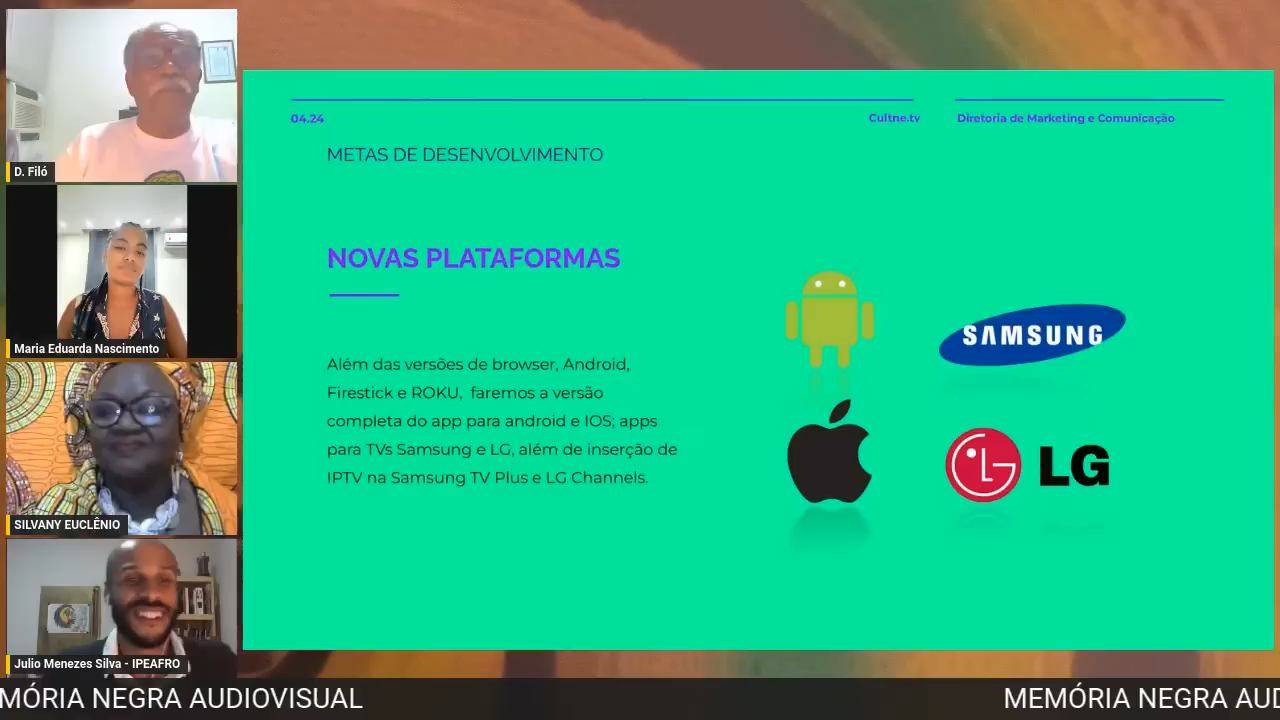 D. Filó
Maria Eduarda Nascimento
SILVANY EUCLÊNIO
Julio Menezes Silva - IPEAFRO
04.24
Cultne.tv
Diretoria de Marketing e Comunicação
METAS DE DESENVOLVIMENTO
NOVAS PLATAFORMAS
Além das versões de browser, Android,
Firestick e ROKU, faremos a versão
completa do app para android e IOS; apps
para TVs Samsung e LG, além de inserção de
IPTV na Samsung TV Plus e LG Channels.
SAMSUNG
LG
MÓRIA NEGRA AUDIOVISUAL
MEMÓRIA NEGRA AUD